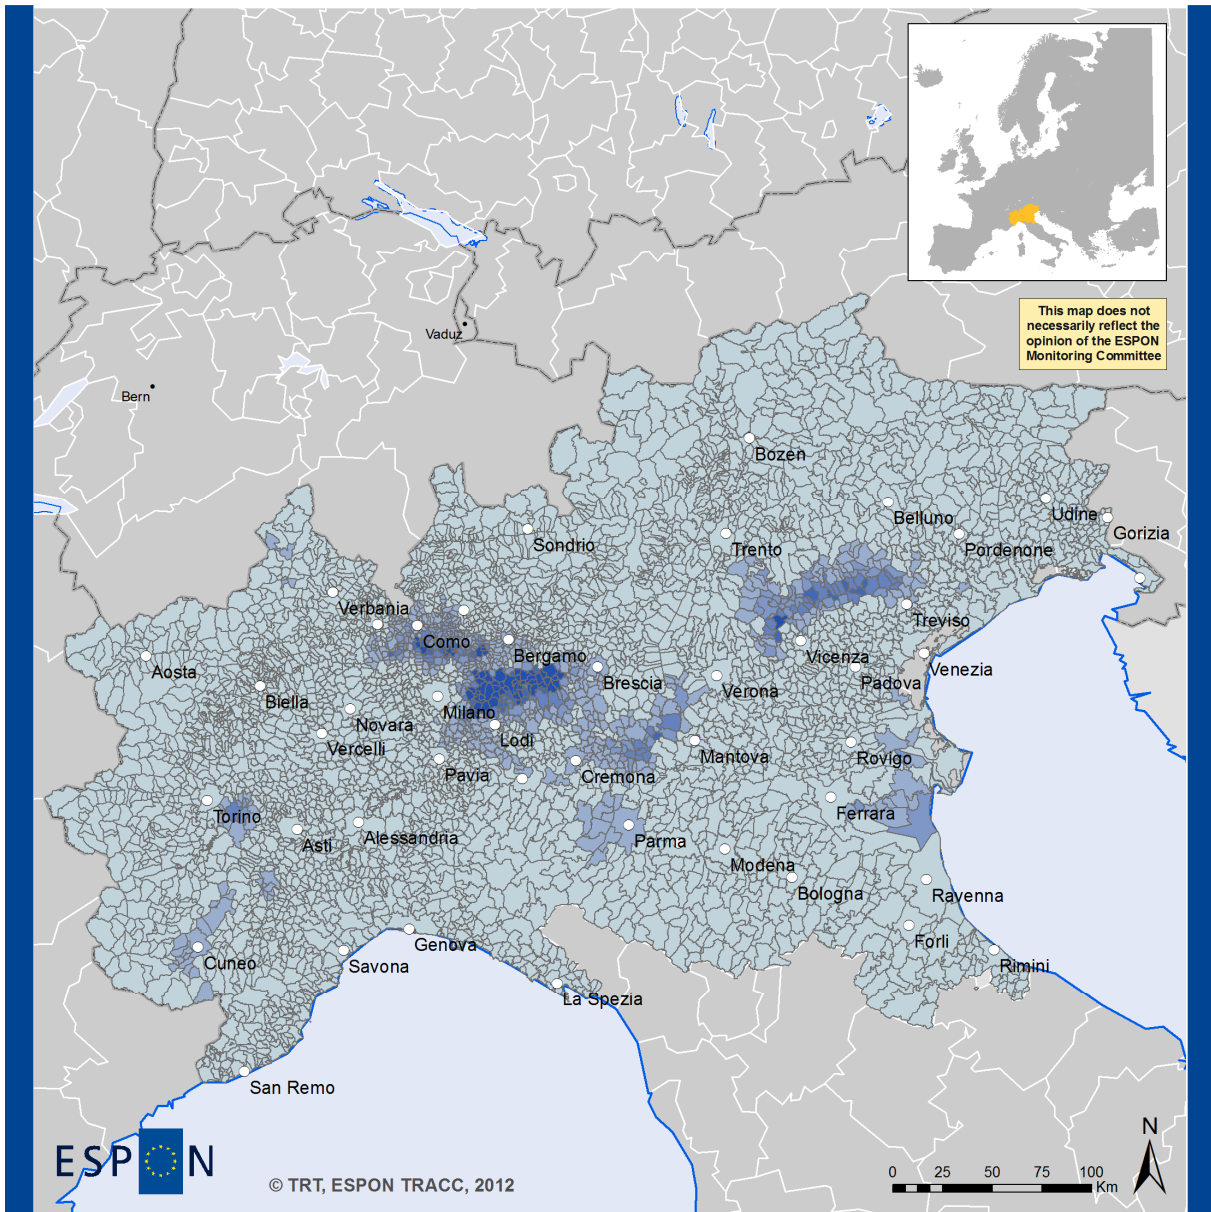 This map does not
necessarily reflect the
opinion of the ESPON
Monitoring Committee
Vaduz
Bern
Bozen
Belluno
Udine
Gorizia
Sondrio
Trento
Pordenone
Verbania
Treviso
Como
Bergamo
Vicenza
Venezia
Aosta
Brescia
Padova
Biella
Verona
Milano
Novara
Lodi
Vercelli
Mantova
Rovigo
Pavia
Cremona
Torino
Ferrara
Asti
Alessandria
Parma
Modena
Bologna
Ravenna
Forli
Genova
Cuneo
Savona
Rimini
La Spezia
San Remo
N
ESPON
© TRT, ESPON TRACC, 2012
0 25 50 75 100
Km